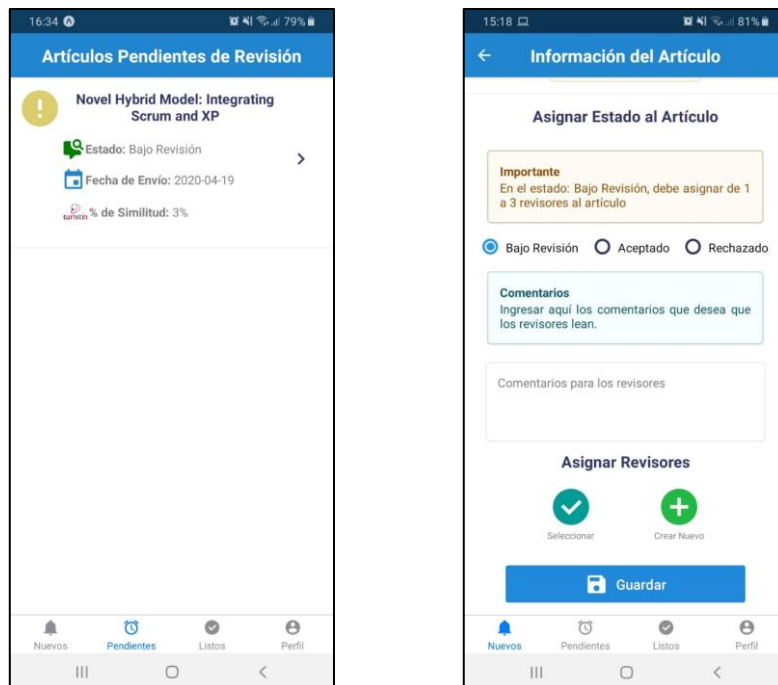 16:34
79%
Artículos Pendientes de Revisión
Novel Hybrid Model: Integrating
Scrum and XP
Estado: Bajo Revisión
Fecha de Envío: 2020-04-19
turnitin % de Similitud: 3%
Nuevos
Pendientes
Listos
Perfil
15:18
81%
Información del Artículo
Asignar Estado al Artículo
Importante
En el estado: Bajo Revisión, debe asignar de 1
a 3 revisores al artículo
Bajo Revisión
Aceptado
Rechazado
Comentarios
Ingresar aquí los comentarios que desea que
los revisores lean.
Comentarios para los revisores
Asignar Revisores
Seleccionar
Crear Nuevo
Guardar
Nuevos
Pendientes
Listos
Perfil